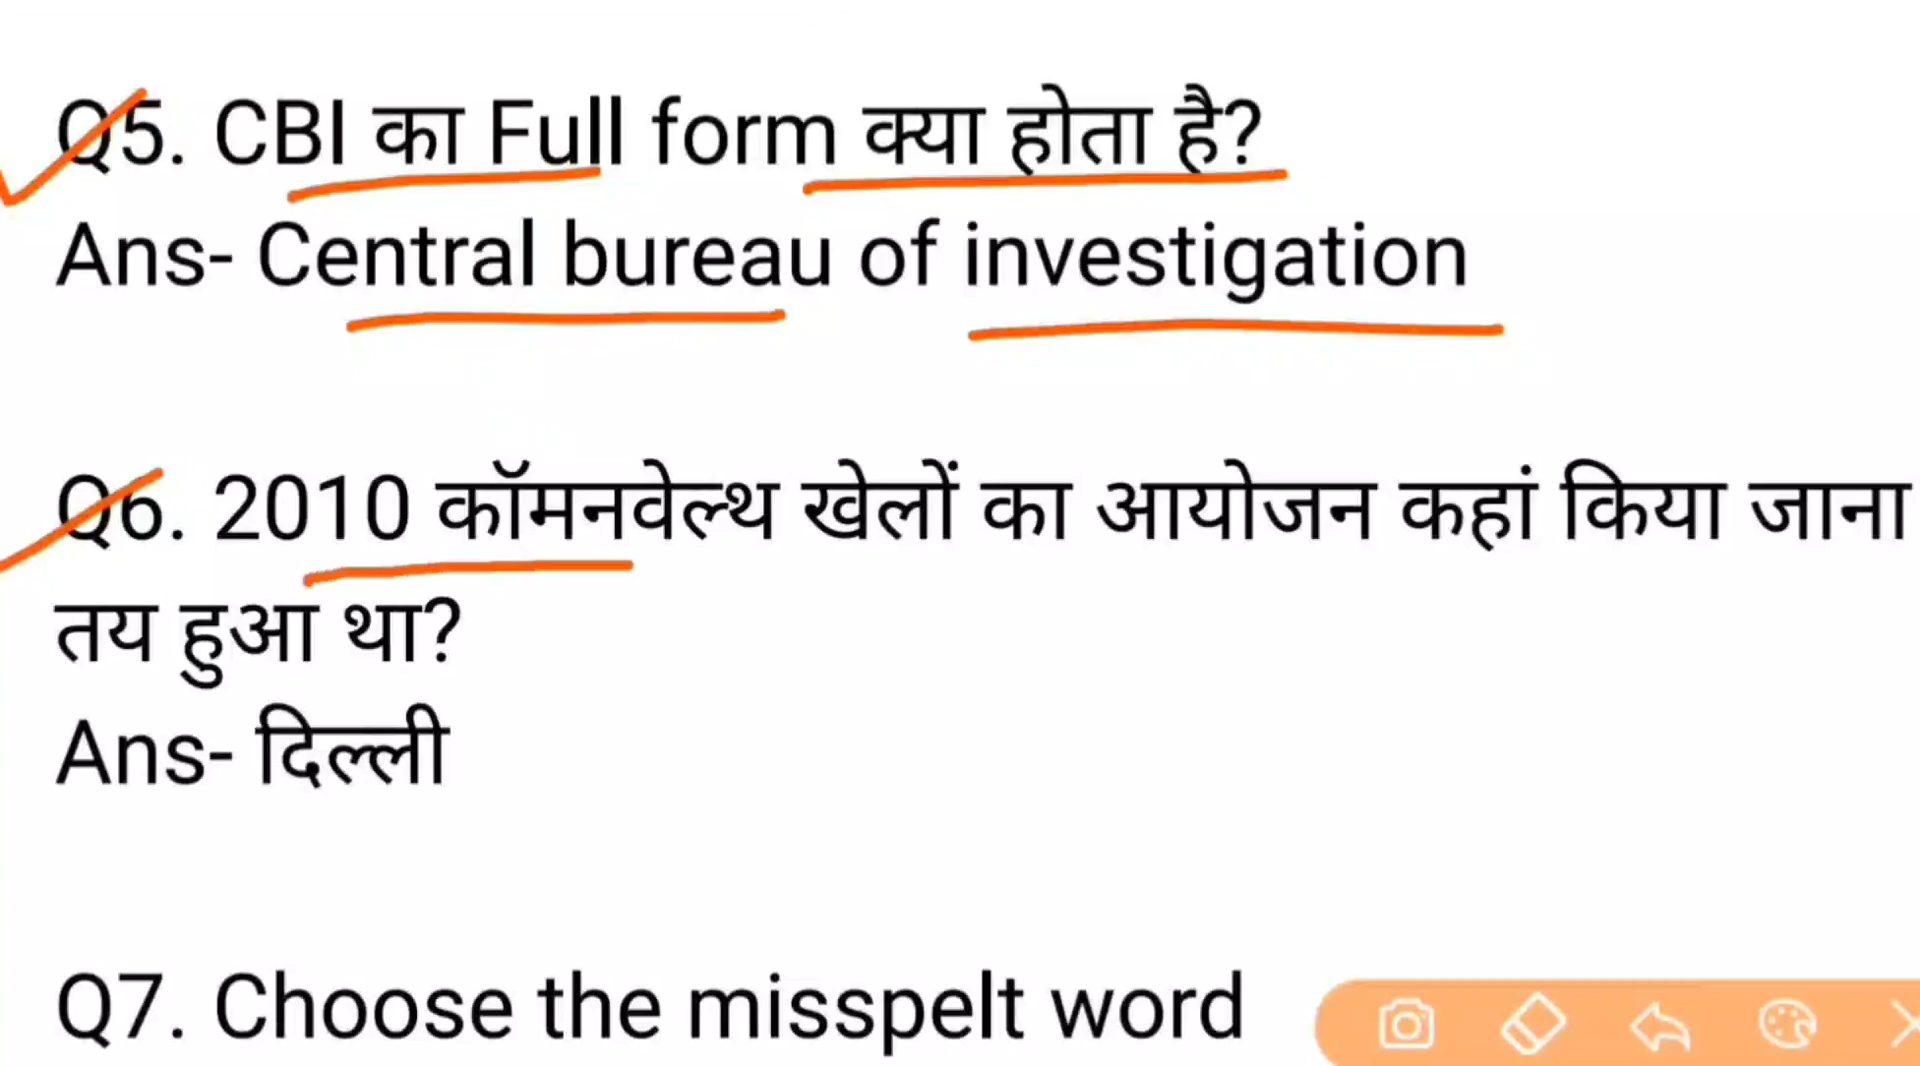 Q5. CBI का Full form क्या होता है?
Ans- Central bureau of investigation
Q6. 2010 कॉमनवेल्थ खेलों का आयोजन कहां किया जाना
तय हुआ था?
Ans- दिल्ली
Q7. Choose the misspelt word